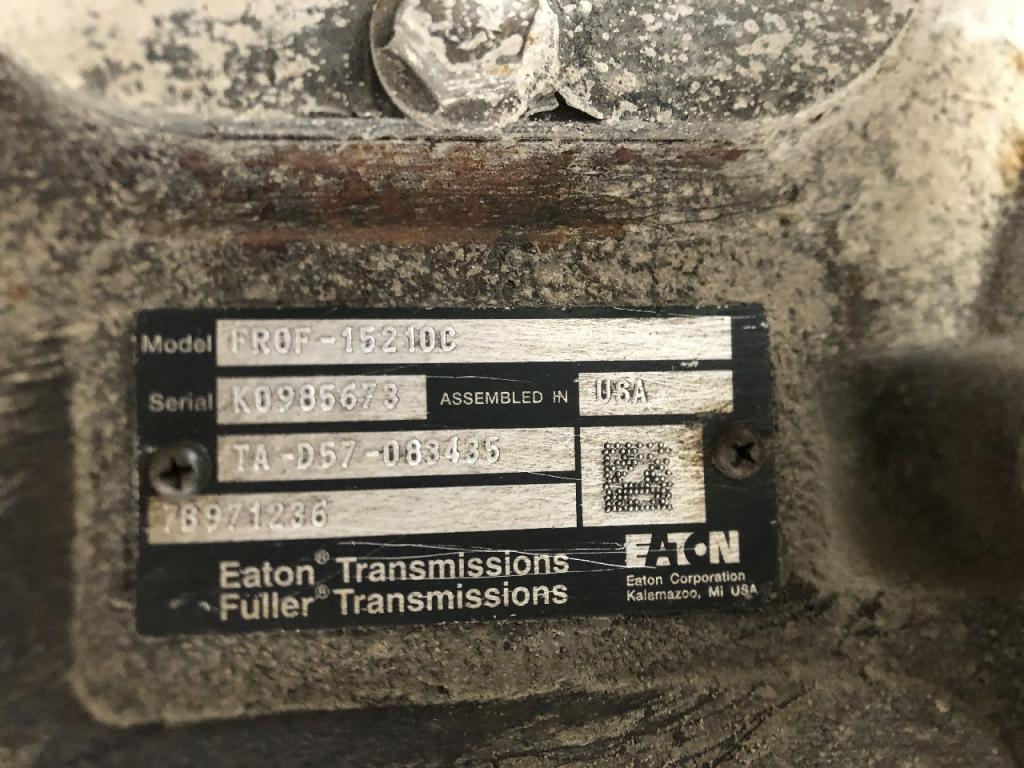 Model FROF-15210C
Serial K0985673 ASSEMBLED IN USA
TA-D57-083435
78971236
Eaton® Transmissions
Fuller® Transmissions
EATON
Eaton Corporation
Kalamazoo, MI USA